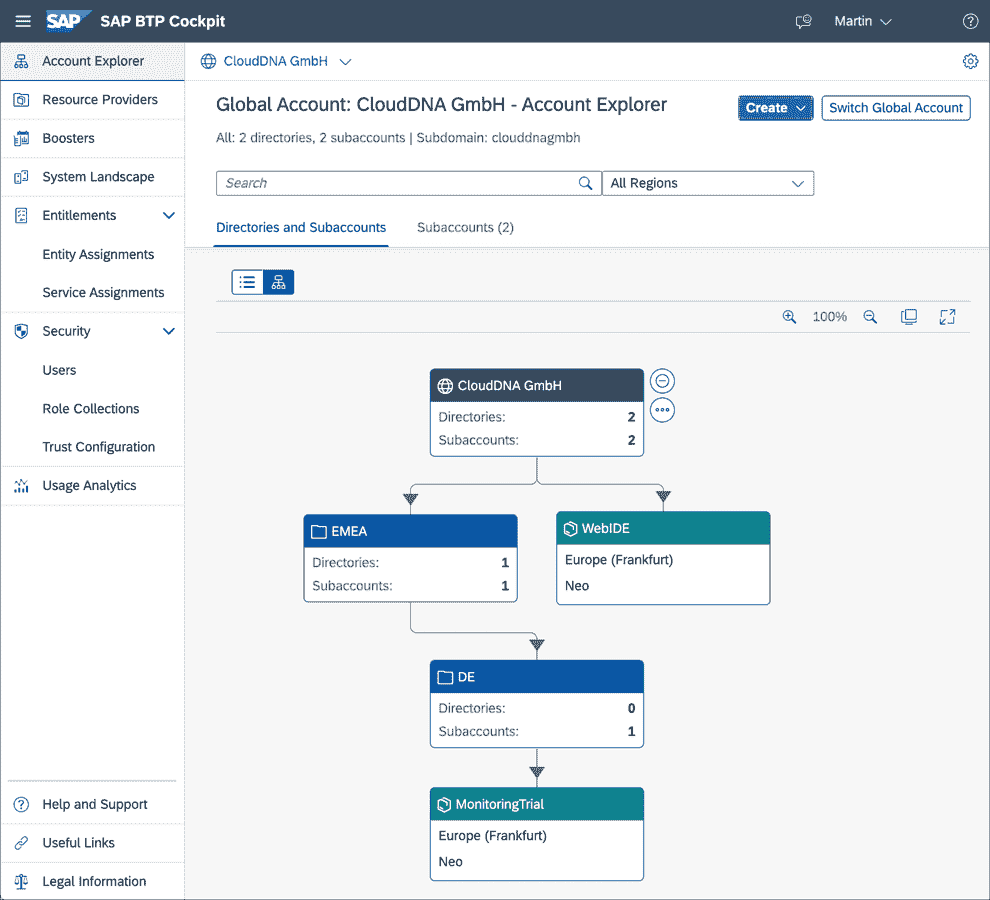 SAP SAP BTP Cockpit
Martin
Account Explorer
Resource Providers
Boosters
System Landscape
Entitlements
Entity Assignments
Service Assignments
Security
Users
Role Collections
Trust Configuration
Usage Analytics
Help and Support
Useful Links
Legal Information
CloudDNA GmbH
Global Account: CloudDNA GmbH - Account Explorer
Create
Switch Global Account
All: 2 directories, 2 subaccounts | Subdomain: clouddnagmbh
Search
All Regions
Directories and Subaccounts
Subaccounts (2)
100%
CloudDNA GmbH
Directories: 2
Subaccounts: 2
EMEA
Directories: 1
Subaccounts: 1
WebIDE
Europe (Frankfurt)
Neo
DE
Directories: 0
Subaccounts: 1
MonitoringTrial
Europe (Frankfurt)
Neo